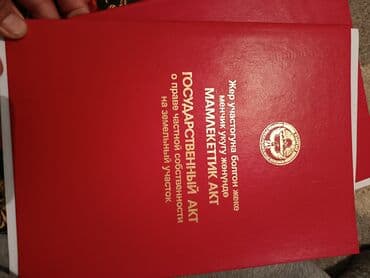 Жер участогуна болгон жеке
менчик укугу жөнүндө
МАМЛЕКЕТТИК АКТ
ГОСУДАРСТВЕННЫЙ АКТ
о праве частной собственности
на земельный участок